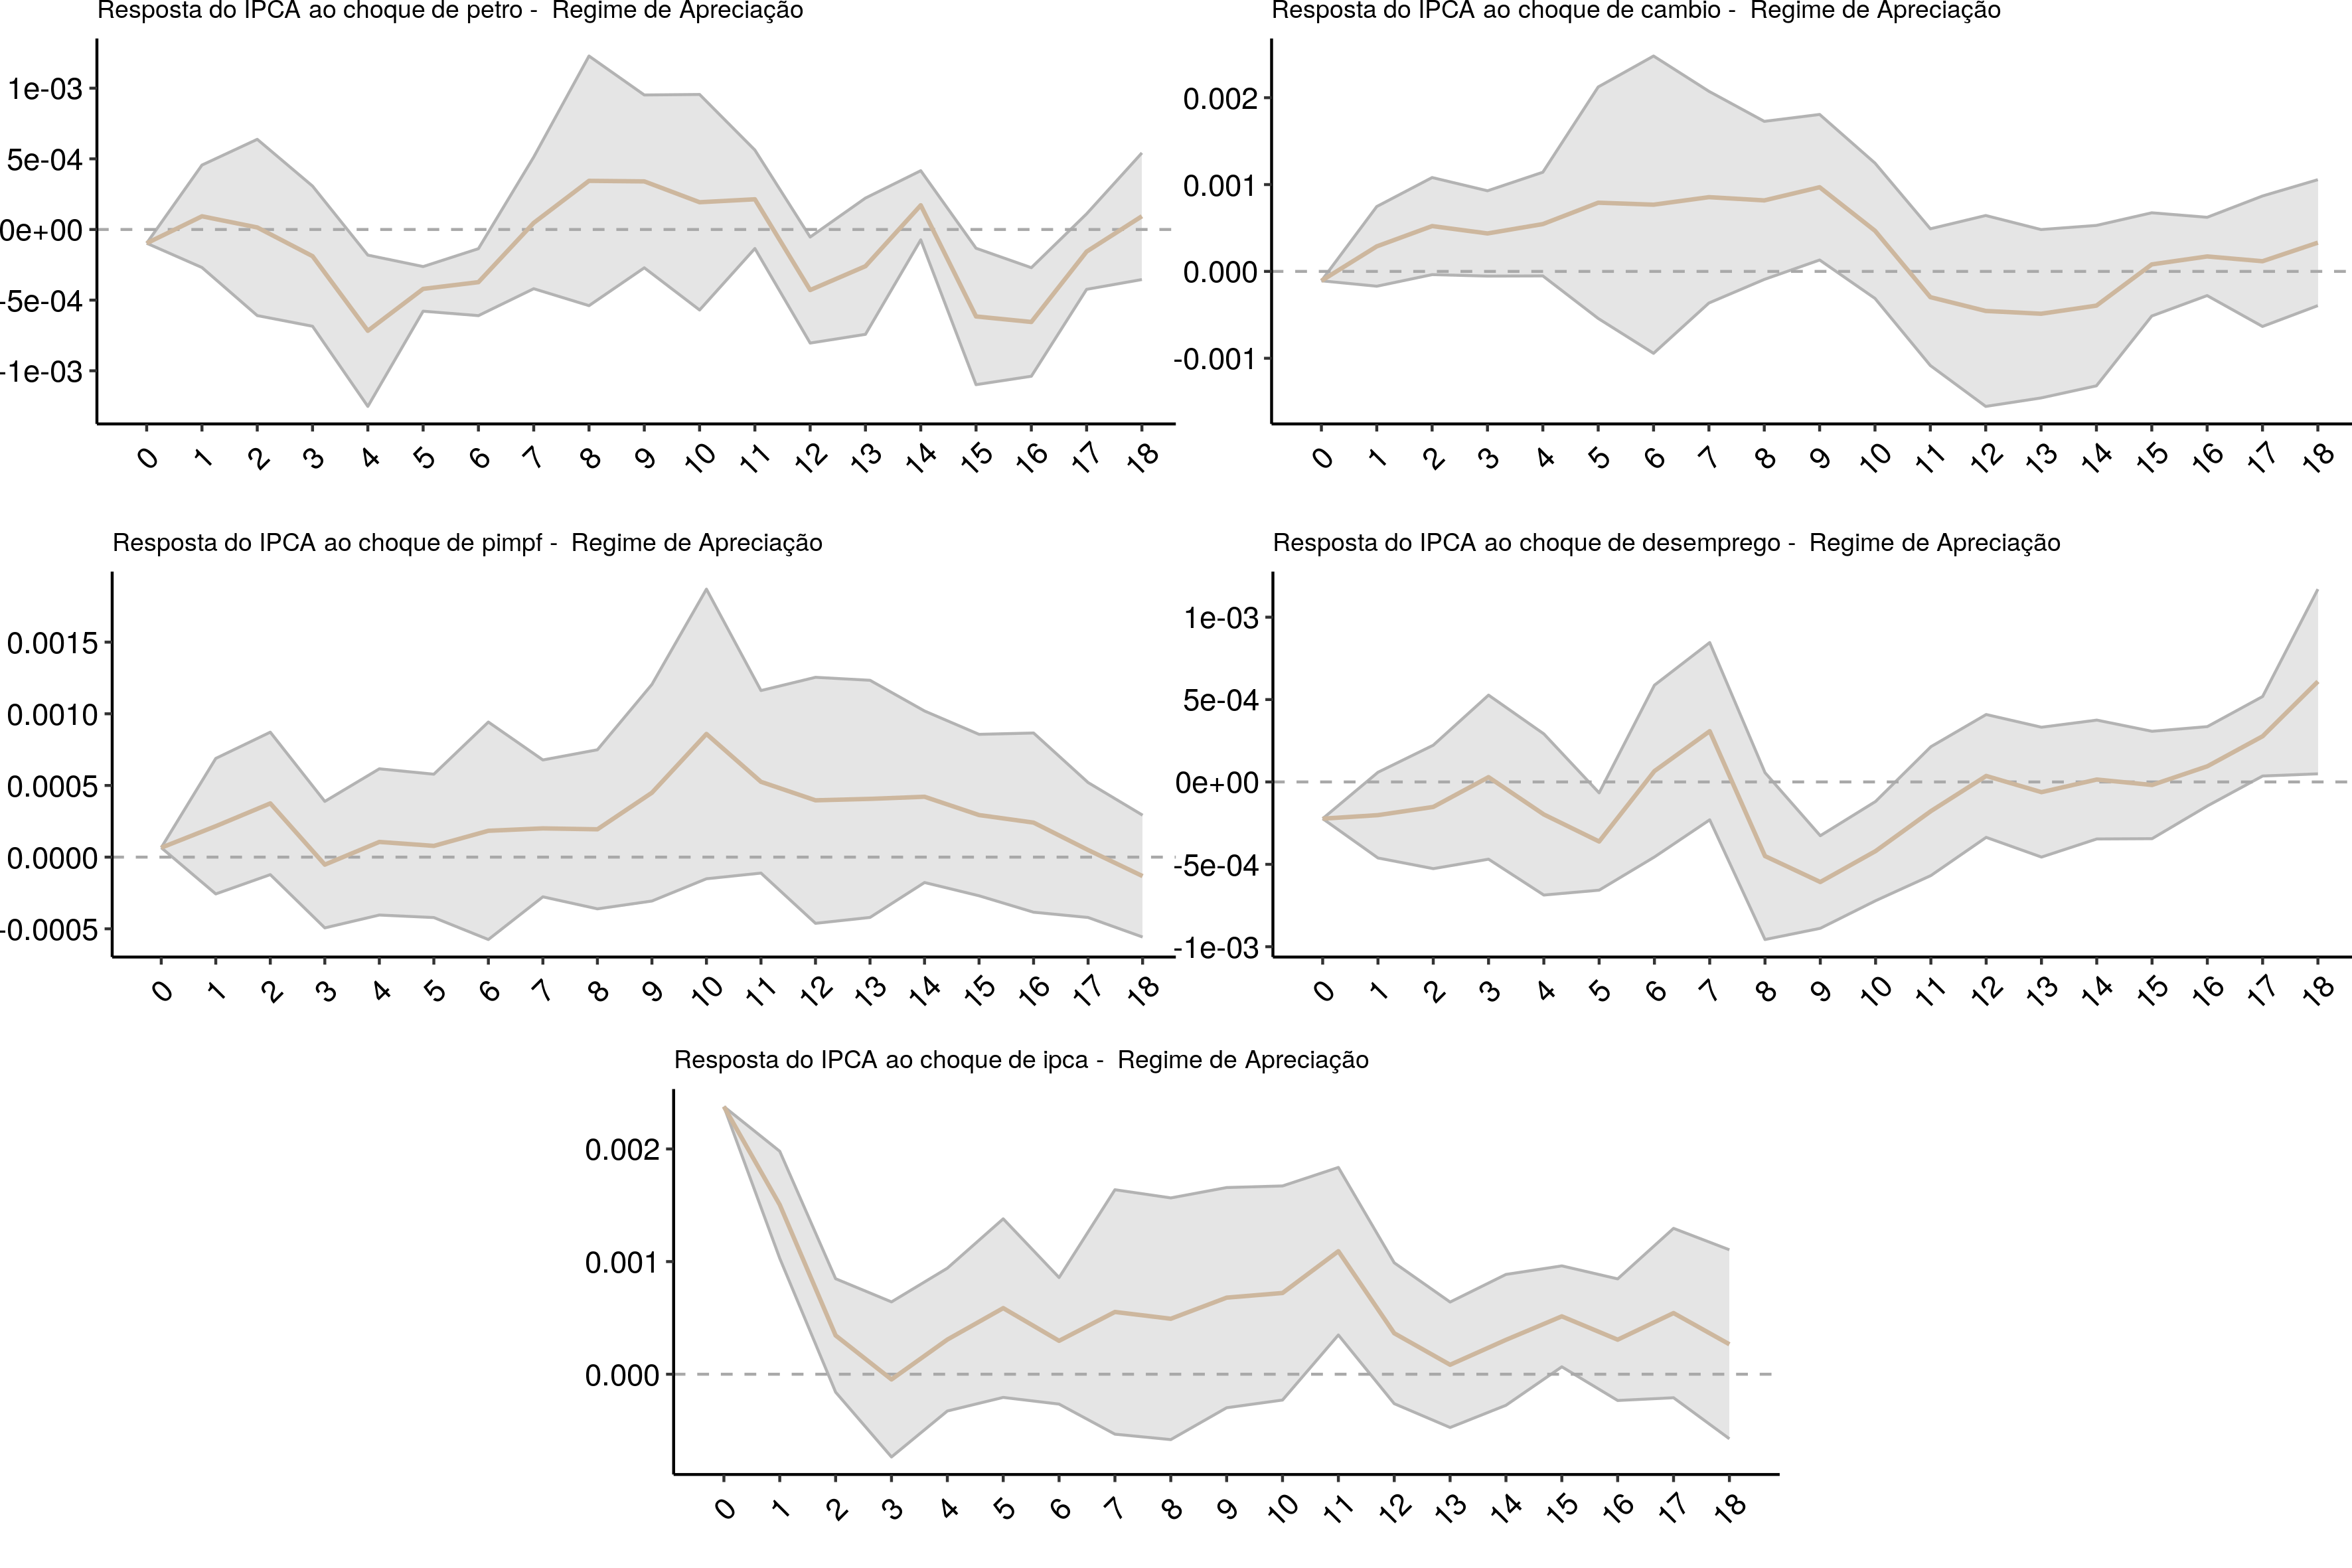 Resposta do IPCA ao choque de petro -  Regime de Apreciação
1e-03
5e-04
0e+00
-5e-04
-1e-03
0 1 2 3 4 5 6 7 8 9 10 11 12 13 14 15 16 17 18
Resposta do IPCA ao choque de cambio -  Regime de Apreciação
0.002
0.001
0.000
-0.001
0 1 2 3 4 5 6 7 8 9 10 11 12 13 14 15 16 17 18
Resposta do IPCA ao choque de pimpf -  Regime de Apreciação
0.0015
0.0010
0.0005
0.0000
-0.0005
0 1 2 3 4 5 6 7 8 9 10 11 12 13 14 15 16 17 18
Resposta do IPCA ao choque de desemprego -  Regime de Apreciação
1e-03
5e-04
0e+00
-5e-04
-1e-03
0 1 2 3 4 5 6 7 8 9 10 11 12 13 14 15 16 17 18
Resposta do IPCA ao choque de ipca -  Regime de Apreciação
0.002
0.001
0.000
0 1 2 3 4 5 6 7 8 9 10 11 12 13 14 15 16 17 18